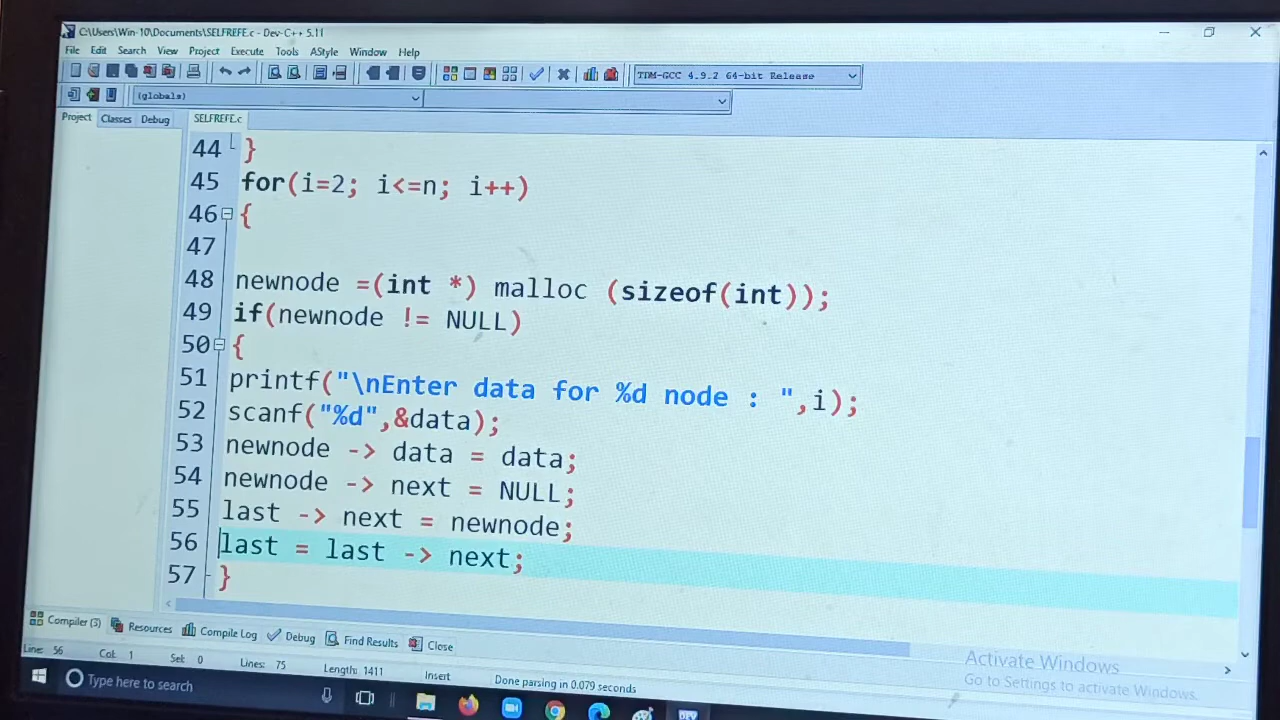 C:\Users\Win-10\Documents\SELFREFE.c - Dev-C++ 5.11
File Edit Search View Project Execute Tools AStyle Window Help
TDM-GCC 4.9.2 64-bit Release
(globals)
Project Classes Debug SELFREFE.c
44 }
45 for(i=2; i<=n; i++)
46 {
47
48 newnode =(int *) malloc (sizeof(int));
49 if(newnode != NULL)
50 {
51 printf("\nEnter data for %d node : ",i);
52 scanf("%d",&data);
53 newnode -> data = data;
54 newnode -> next = NULL;
55 last -> next = newnode;
56 last = last -> next;
57 }
Compiler (3) Resources Compile Log Debug Find Results Close
Line: 56 Col: 1 Sel: 0 Lines: 75 Length: 1411 Insert Done parsing in 0.079 seconds
Activate Windows
Go to Settings to activate Windows.
Type here to search
DEV